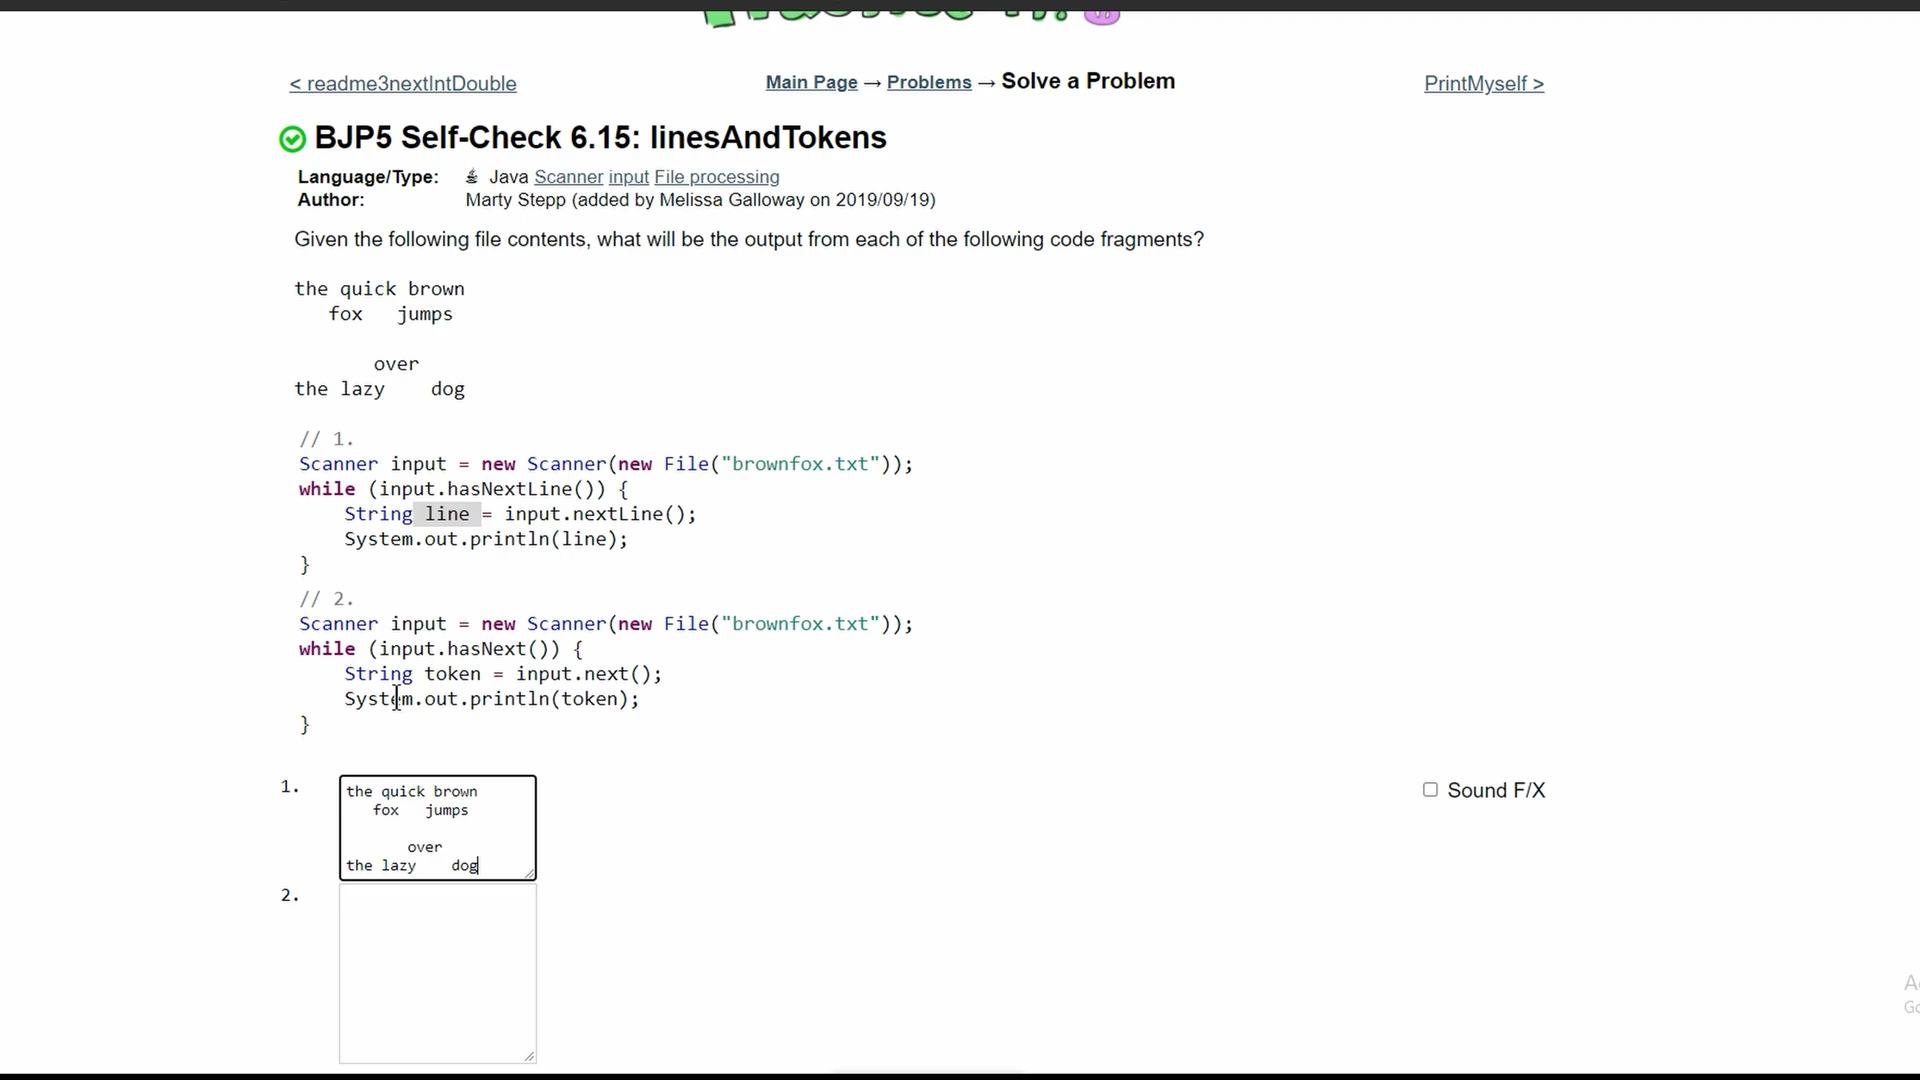 < readme3nextIntDouble
Main Page → Problems → Solve a Problem
PrintMyself >
BJP5 Self-Check 6.15: linesAndTokens
Language/Type: Java Scanner input File processing
Author: Marty Stepp (added by Melissa Galloway on 2019/09/19)
Given the following file contents, what will be the output from each of the following code fragments?
the quick brown
   fox   jumps

       over
the lazy    dog
// 1.
Scanner input = new Scanner(new File("brownfox.txt"));
while (input.hasNextLine()) {
    String line = input.nextLine();
    System.out.println(line);
}
// 2.
Scanner input = new Scanner(new File("brownfox.txt"));
while (input.hasNext()) {
    String token = input.next();
    System.out.println(token);
}
1.
the quick brown
   fox   jumps

       over
the lazy    dog
Sound F/X
2.